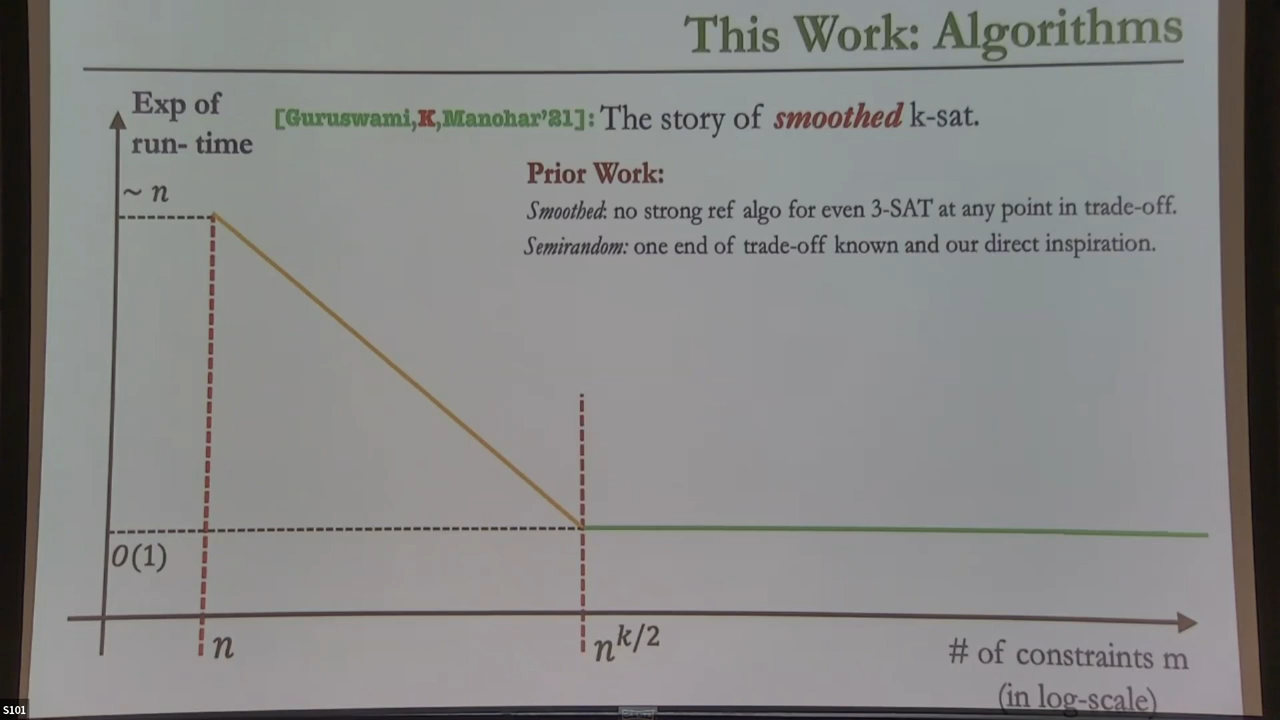 This Work: Algorithms
Exp of
run- time
[Guruswami,K,Manohar'21]: The story of smoothed k-sat.
Prior Work:
~ n
Smoothed: no strong ref algo for even 3-SAT at any point in trade-off.
Semirandom: one end of trade-off known and our direct inspiration.
O(1)
n
n^{k/2}
# of constraints m
(in log-scale)
S101